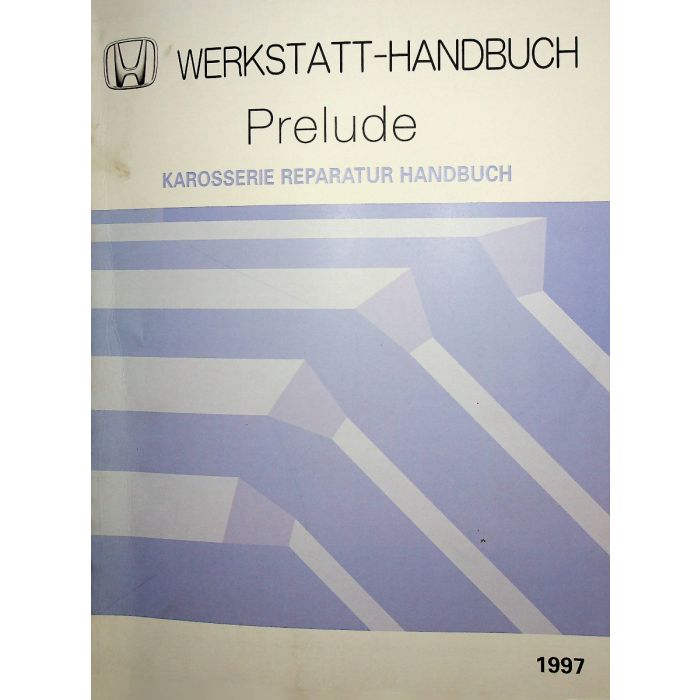 WERKSTATT-HANDBUCH
Prelude
KAROSSERIE REPARATUR HANDBUCH
1997